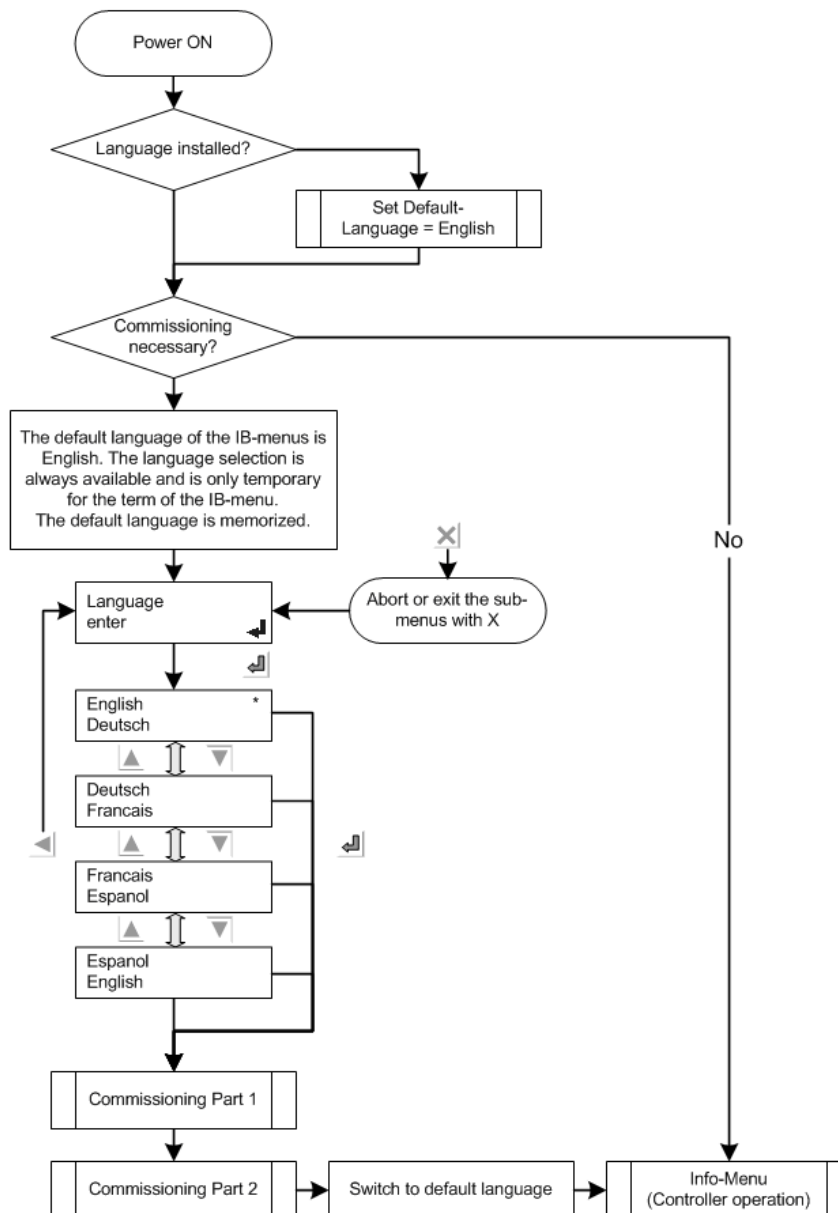 Power ON
Language installed?
Set Default-
Language = English
Commissioning
necessary?
The default language of the IB-menus is
English. The language selection is
always available and is only temporary
for the term of the IB-menu.
The default language is memorized.
No
Language
enter
Abort or exit the sub-
menus with X
English *
Deutsch
Deutsch
Francais
Francais
Espanol
Espanol
English
Commissioning Part 1
Commissioning Part 2
Switch to default language
Info-Menu
(Controller operation)